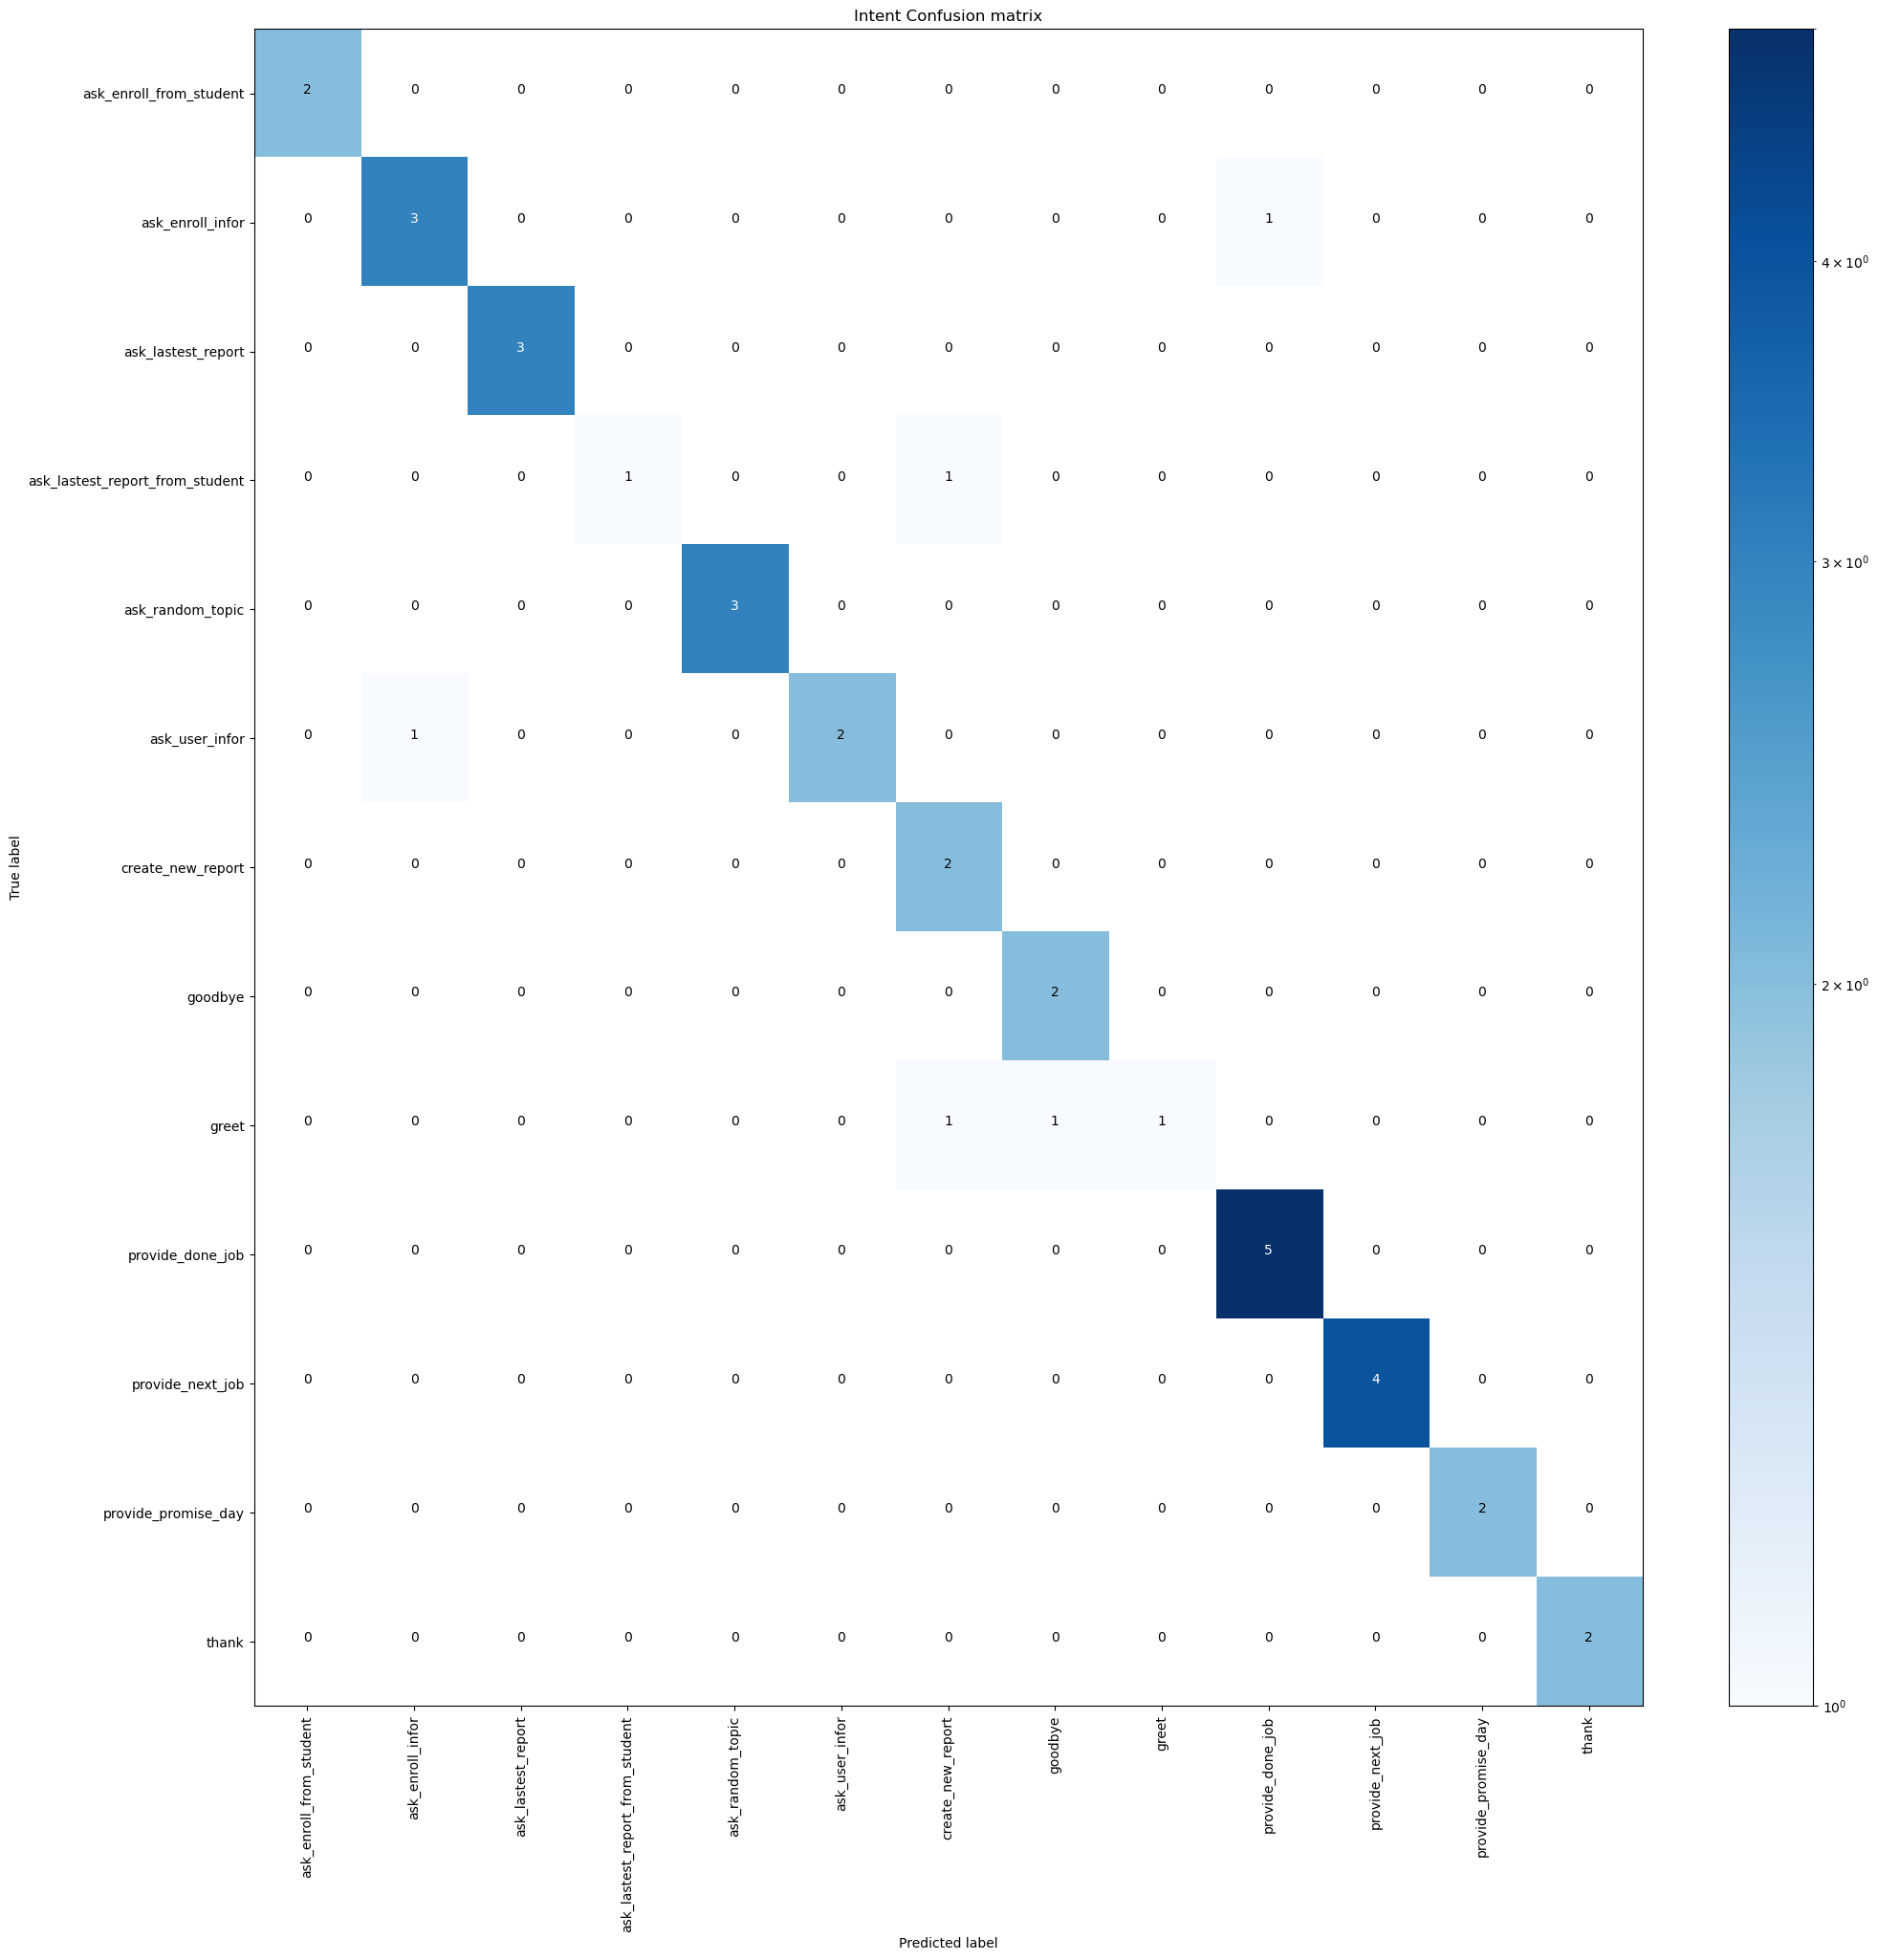 Intent Confusion matrix
True label
ask_enroll_from_student 2 0 0 0 0 0 0 0 0 0 0 0 0
ask_enroll_infor 0 3 0 0 0 0 0 0 0 1 0 0 0
ask_lastest_report 0 0 3 0 0 0 0 0 0 0 0 0 0
ask_lastest_report_from_student 0 0 0 1 0 0 1 0 0 0 0 0 0
ask_random_topic 0 0 0 0 3 0 0 0 0 0 0 0 0
ask_user_infor 0 1 0 0 0 2 0 0 0 0 0 0 0
create_new_report 0 0 0 0 0 0 2 0 0 0 0 0 0
goodbye 0 0 0 0 0 0 0 2 0 0 0 0 0
greet 0 0 0 0 0 0 1 1 1 0 0 0 0
provide_done_job 0 0 0 0 0 0 0 0 0 5 0 0 0
provide_next_job 0 0 0 0 0 0 0 0 0 0 4 0 0
provide_promise_day 0 0 0 0 0 0 0 0 0 0 0 2 0
thank 0 0 0 0 0 0 0 0 0 0 0 0 2
ask_enroll_from_student
ask_enroll_infor
ask_lastest_report
ask_lastest_report_from_student
ask_random_topic
ask_user_infor
create_new_report
goodbye
greet
provide_done_job
provide_next_job
provide_promise_day
thank
Predicted label
4 × 10⁰
3 × 10⁰
2 × 10⁰
10⁰